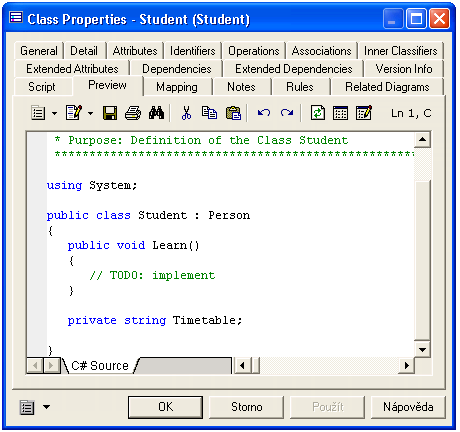 Class Properties - Student (Student)
General Detail Attributes Identifiers Operations Associations Inner Classifiers
Extended Attributes Dependencies Extended Dependencies Version Info
Script Preview Mapping Notes Rules Related Diagrams
Ln 1, C
* Purpose: Definition of the Class Student
***************************************************
using System;
public class Student : Person
{
public void Learn()
{
// TODO: implement
}
private string Timetable;
}
C# Source
OK Storno Použít Nápověda